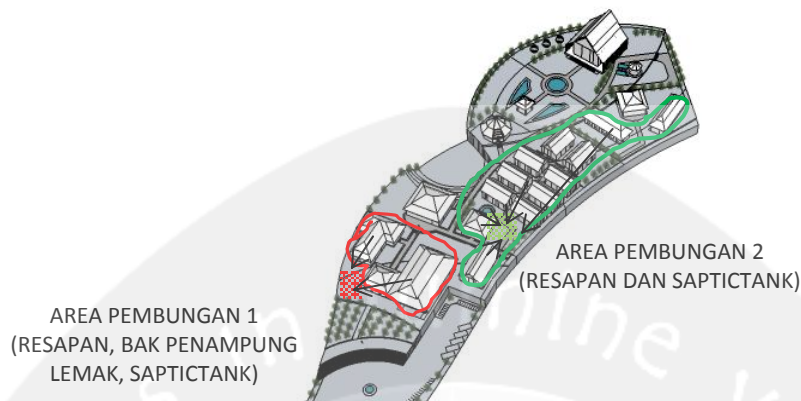 AREA PEMBUNGAN 2
(RESAPAN DAN SAPTICTANK)
AREA PEMBUNGAN 1
(RESAPAN, BAK PENAMPUNG
LEMAK, SAPTICTANK)